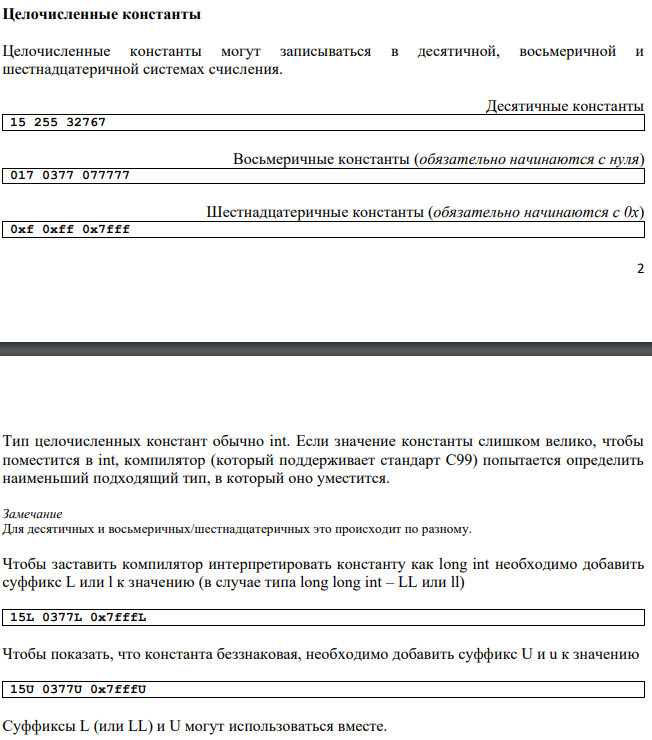 Целочисленные константы
Целочисленные константы могут записываться в десятичной, восьмеричной и
шестнадцатеричной системах счисления.
Десятичные константы
15 255 32767
Восьмеричные константы (обязательно начинаются с нуля)
017 0377 077777
Шестнадцатеричные константы (обязательно начинаются с 0x)
0xf 0xff 0x7fff
2
Тип целочисленных констант обычно int. Если значение константы слишком велико, чтобы
поместится в int, компилятор (который поддерживает стандарт C99) попытается определить
наименьший подходящий тип, в который оно уместится.
Замечание
Для десятичных и восьмеричных/шестнадцатеричных это происходит по разному.
Чтобы заставить компилятор интерпретировать константу как long int необходимо добавить
суффикс L или l к значению (в случае типа long long int – LL или ll)
15L 0377L 0x7fffL
Чтобы показать, что константа беззнаковая, необходимо добавить суффикс U и u к значению
15U 0377U 0x7fffU
Суффиксы L (или LL) и U могут использоваться вместе.